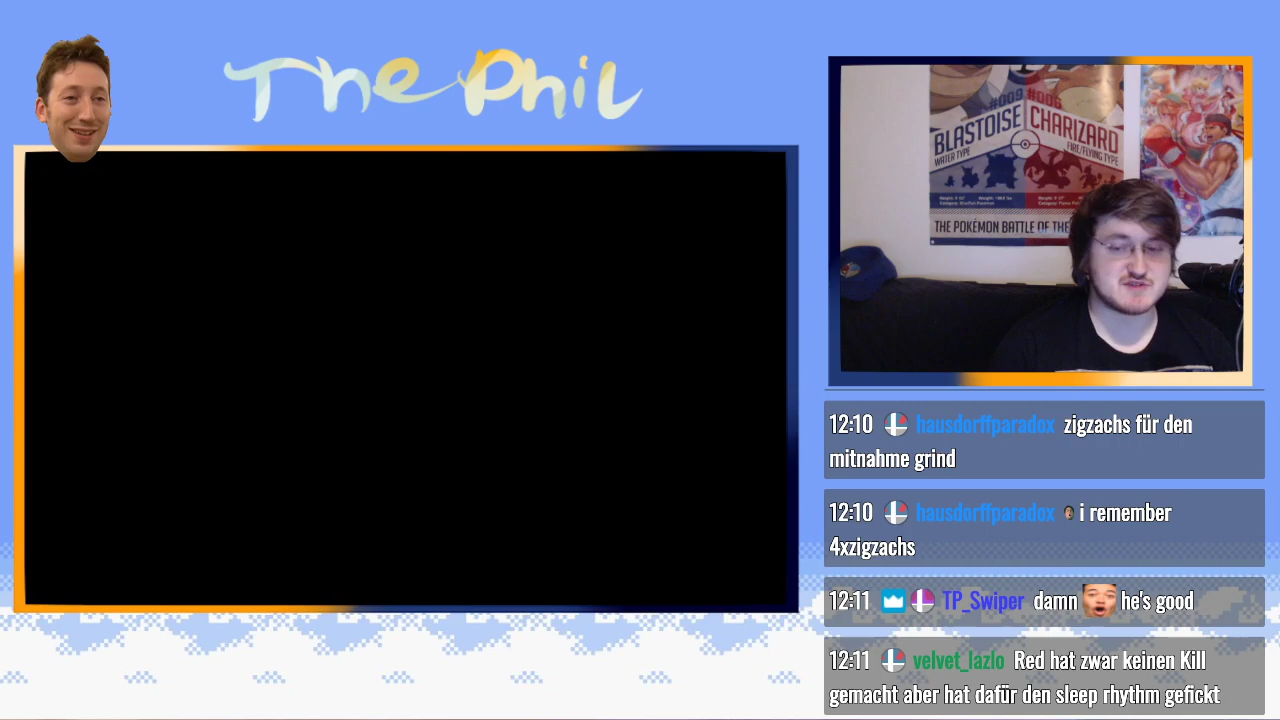 The Phil
#009 #006
BLASTOISE CHARIZARD
WATER TYPE FIRE/FLYING TYPE
THE POKÉMON BATTLE OF THE
12:10 hausdorffparadox zigzachs für den
mitnahme grind
12:10 hausdorffparadox i remember
4xzigzachs
12:11 TP_Swiper damn he's good
12:11 velvet_lazlo Red hat zwar keinen Kill
gemacht aber hat dafür den sleep rhythm gefickt